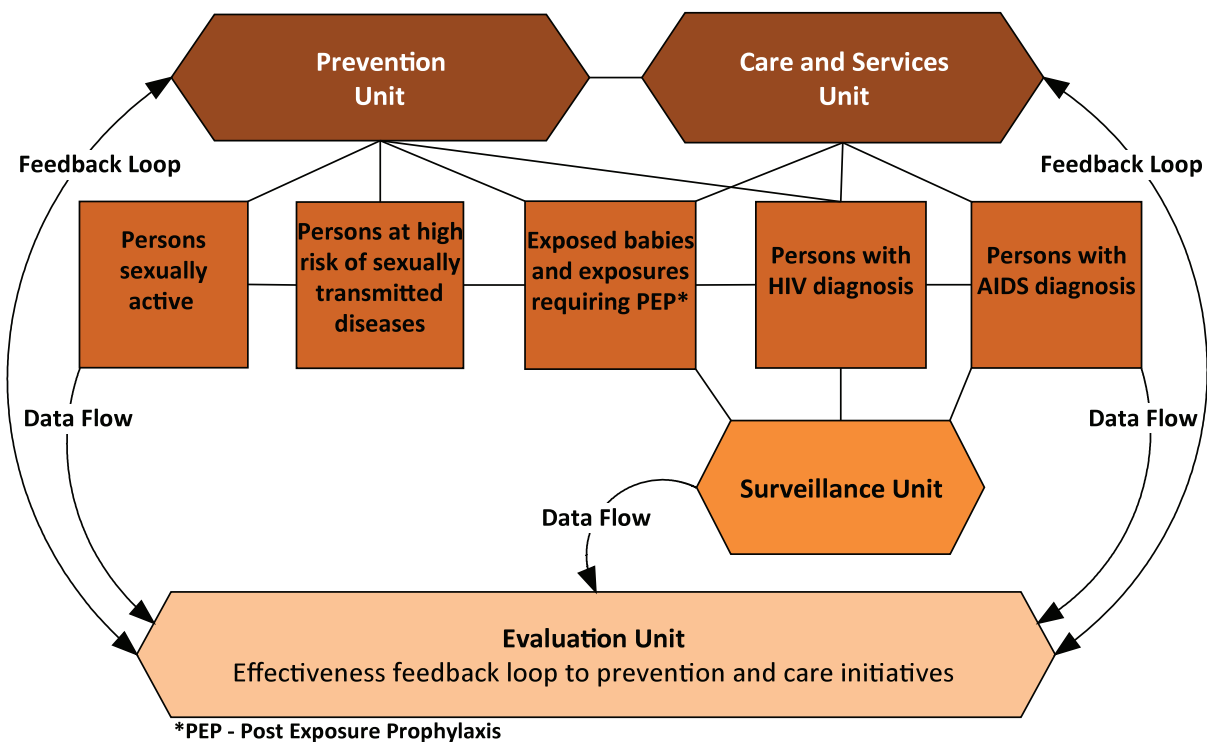 Prevention
Unit
Care and Services
Unit
Feedback Loop
Feedback Loop
Persons
sexually
active
Persons at high
risk of sexually
transmitted
diseases
Exposed babies
and exposures
requiring PEP*
Persons with
HIV diagnosis
Persons with
AIDS diagnosis
Data Flow
Data Flow
Surveillance Unit
Data Flow
Evaluation Unit
Effectiveness feedback loop to prevention and care initiatives
*PEP - Post Exposure Prophylaxis